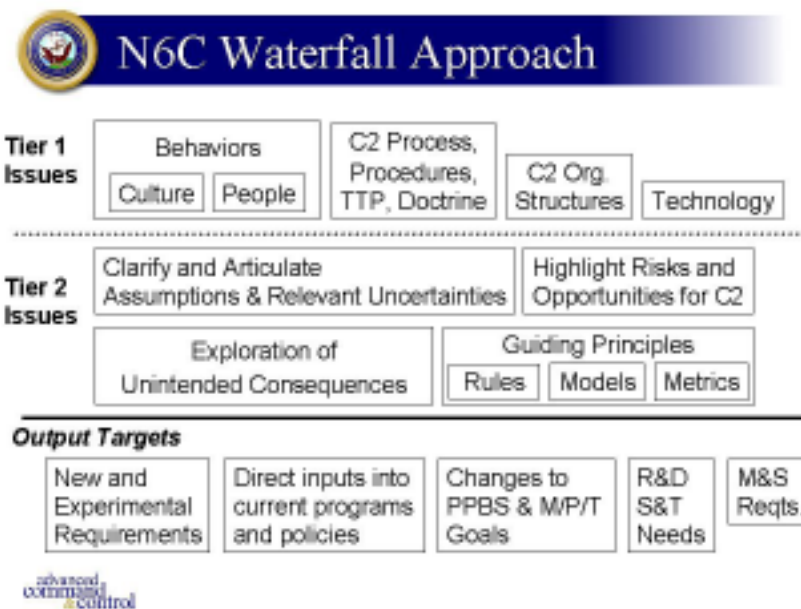 N6C Waterfall Approach
Tier 1
Issues
Behaviors
Culture
People
C2 Process,
Procedures,
TTP, Doctrine
C2 Org.
Structures
Technology
Tier 2
Issues
Clarify and Articulate
Assumptions & Relevant Uncertainties
Highlight Risks and
Opportunities for C2
Exploration of
Unintended Consequences
Guiding Principles
Rules
Models
Metrics
Output Targets
New and
Experimental
Requirements
Direct inputs into
current programs
and policies
Changes to
PPBS & M/P/T
Goals
R&D
S&T
Needs
M&S
Reqts.
advanced
command
&control